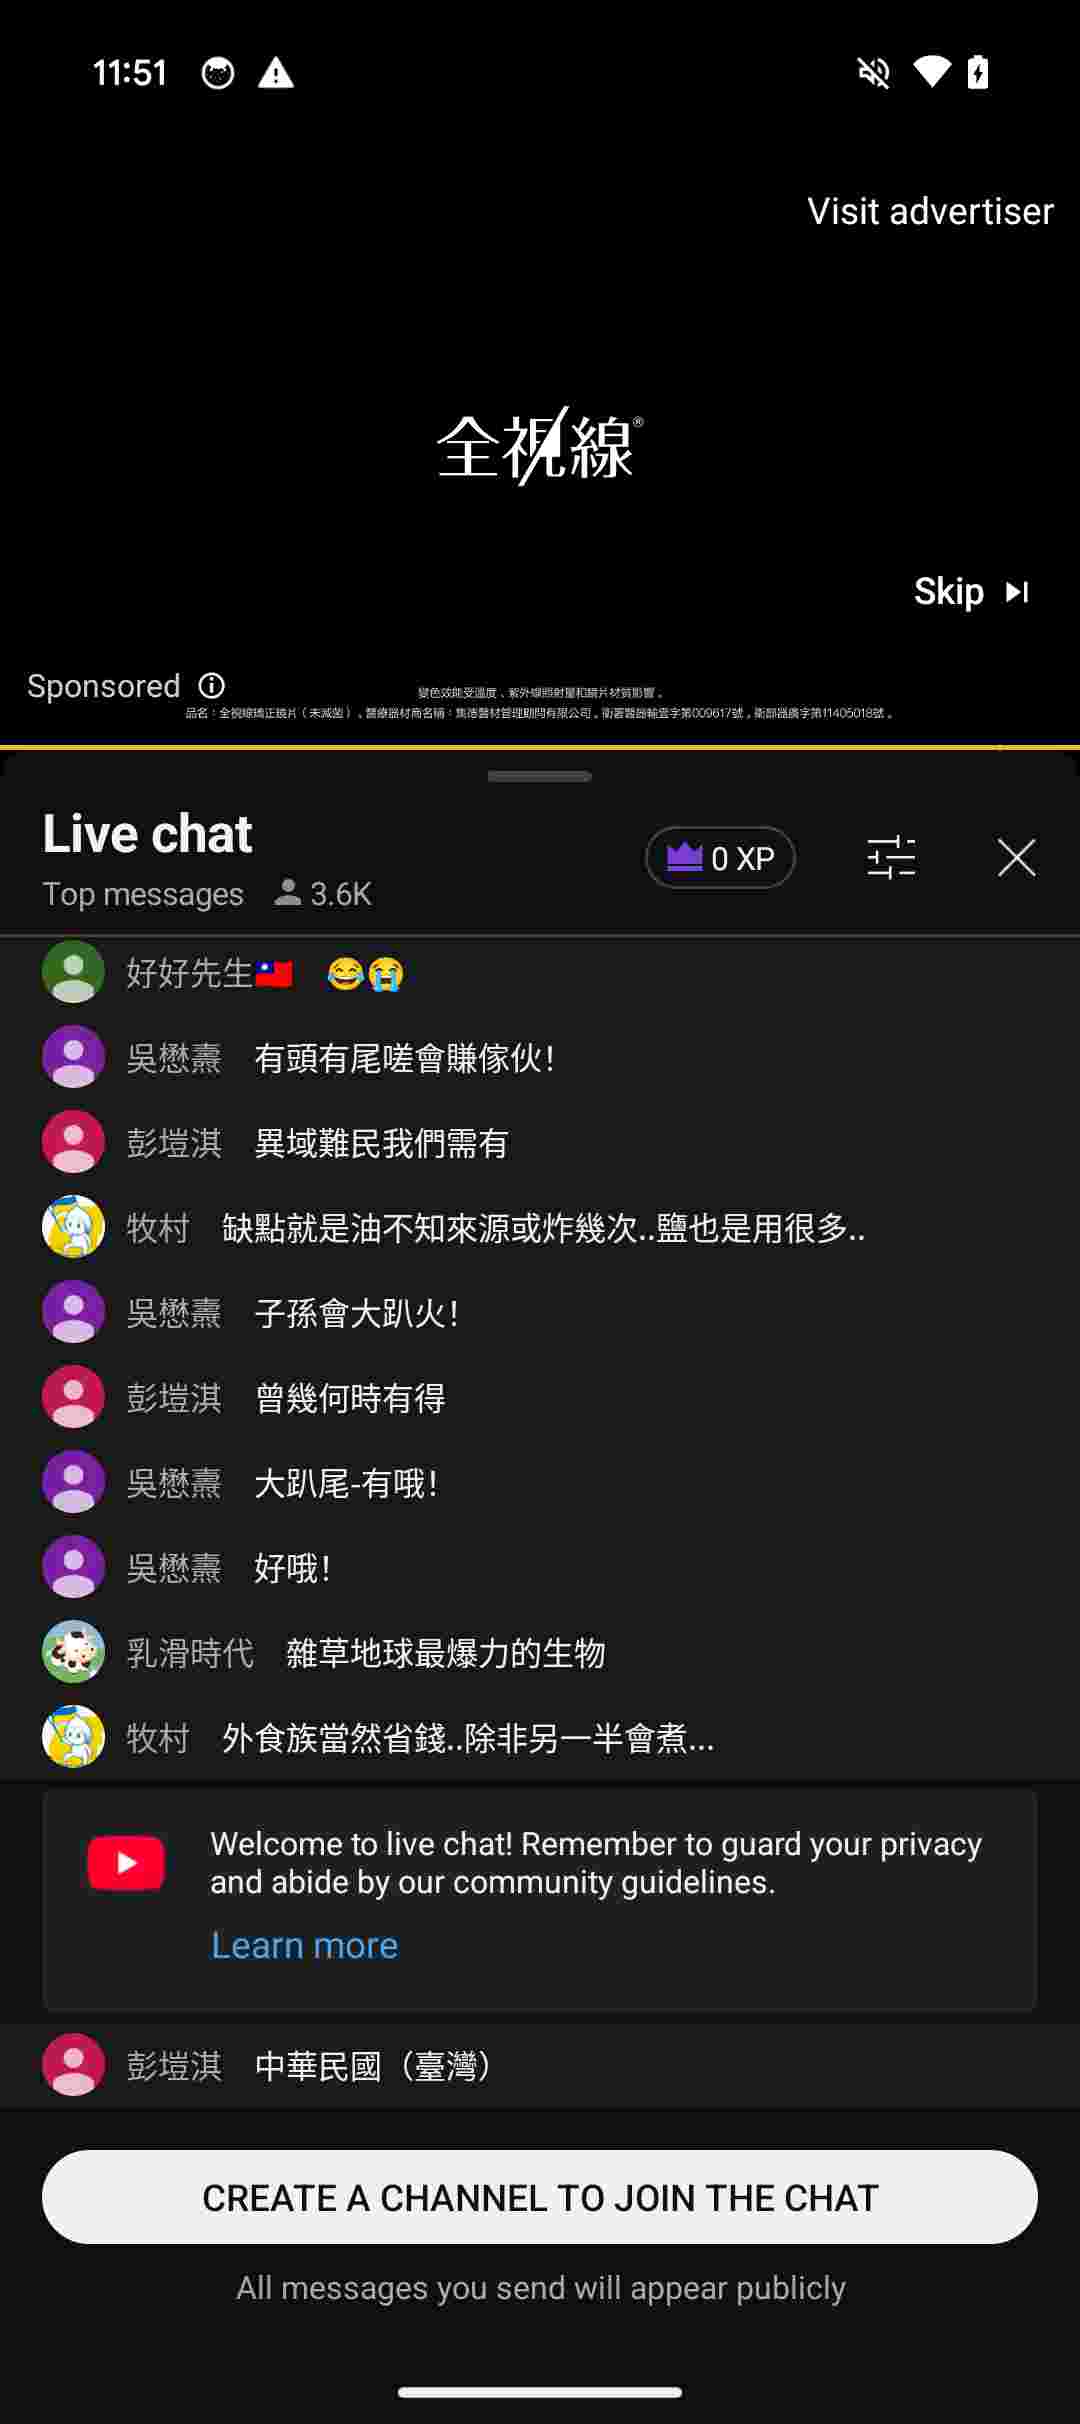 11:51
Visit advertiser
全視線®
Skip
Sponsored
變色效能受溫度、紫外線照射量和鏡片材質影響。
品名：全視線矯正鏡片（未滅菌），醫療器材商名稱：集造醫材管理顧問有限公司，衛署醫器輸壹字第009617號，衛部器廣字第11405018號。
Live chat
0 XP
Top messages 3.6K
好好先生🇹🇼 😂😭
吳懋燾 有頭有尾嗟會賺傢伙！
彭塏淇 異域難民我們需有
牧村 缺點就是油不知來源或炸幾次..鹽也是用很多..
吳懋燾 子孫會大趴火！
彭塏淇 曾幾何時有得
吳懋燾 大趴尾-有哦！
吳懋燾 好哦！
乳滑時代 雜草地球最爆力的生物
牧村 外食族當然省錢..除非另一半會煮...
Welcome to live chat! Remember to guard your privacy
and abide by our community guidelines.
Learn more
彭塏淇 中華民國（臺灣）
CREATE A CHANNEL TO JOIN THE CHAT
All messages you send will appear publicly